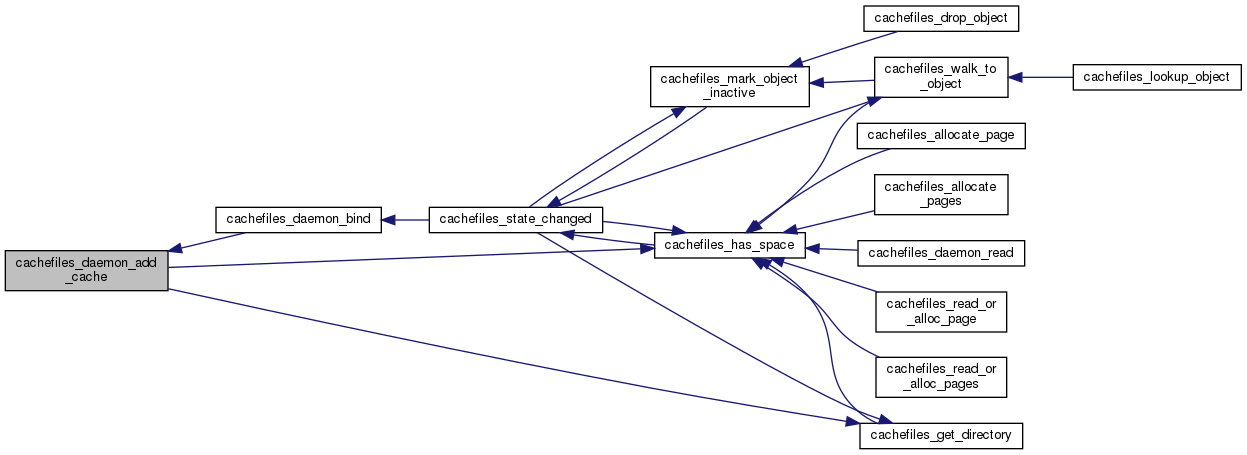 cachefiles_drop_object
cachefiles_mark_object
_inactive
cachefiles_walk_to
_object
cachefiles_lookup_object
cachefiles_allocate_page
cachefiles_allocate
_pages
cachefiles_daemon_bind
cachefiles_state_changed
cachefiles_has_space
cachefiles_daemon_read
cachefiles_daemon_add
_cache
cachefiles_read_or
_alloc_page
cachefiles_read_or
_alloc_pages
cachefiles_get_directory